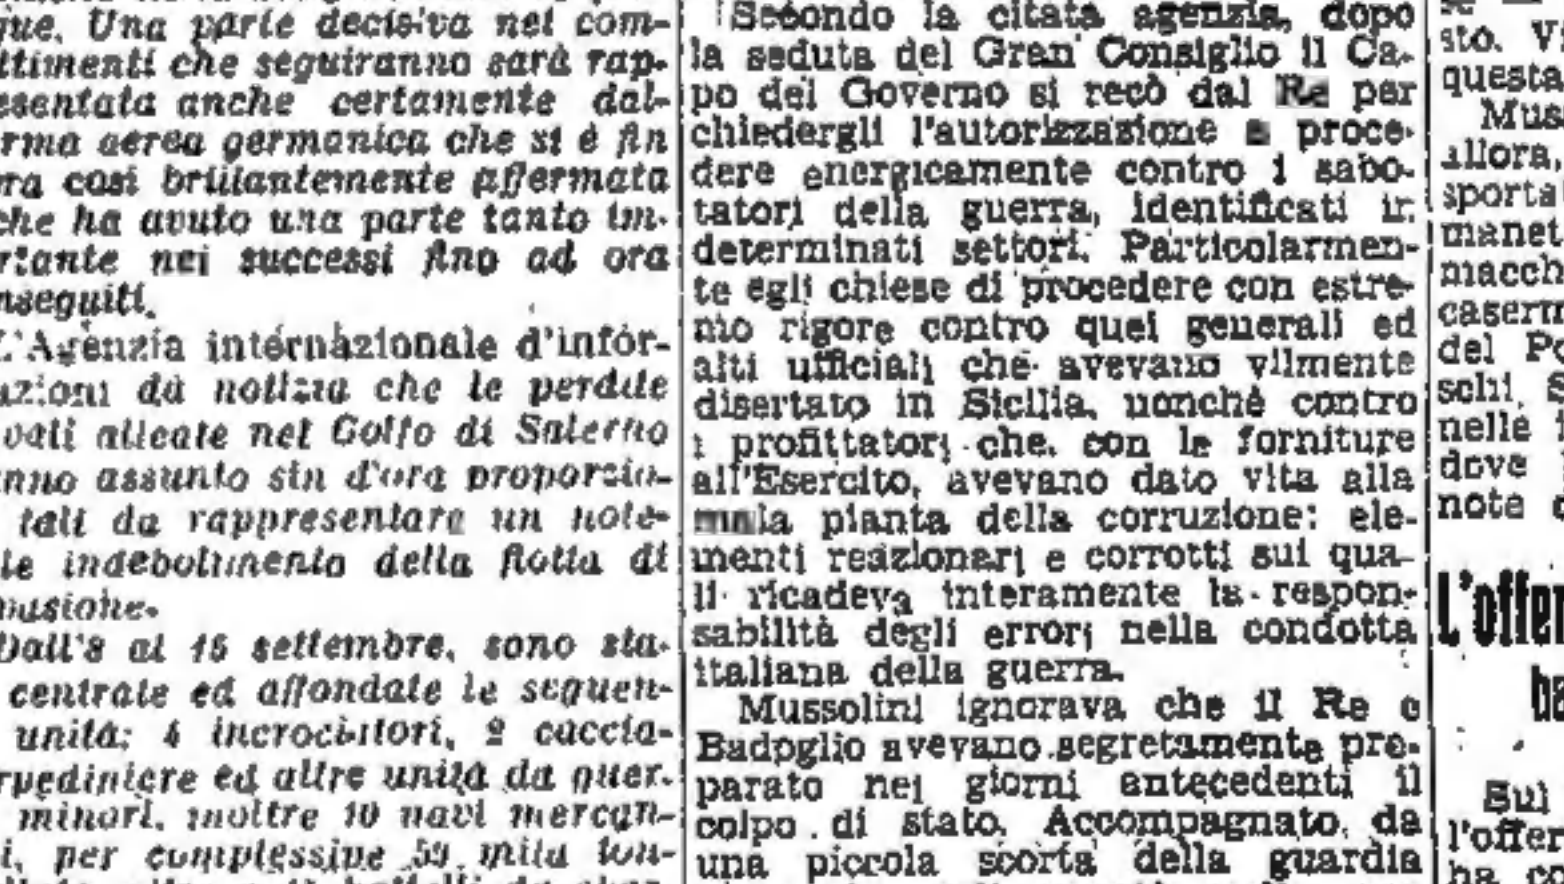 que. Una parte decisiva nei com-
ttimenti che seguiranno sarà rap-
esentata anche certamente dal-
rma aerea germanica che si è fin
ra così brillantemente affermata
che ha avuto una parte tanto im-
rtante nei successi fino ad ora
nseguiti.
L'Agenzia internazionale d'infor-
azioni dà notizia che le perdite
vali alleate nel Golfo di Salerno
nno assunto sin d'ora proporzio-
tali da rappresentare un note-
le indebolimento della flotta di
nvasione.
Dall'8 al 15 settembre, sono sta-
centrate ed affondate le seguen-
unità: 4 incrociatori, 2 caccia-
rpediniere ed altre unità da guer-
minori, inoltre 10 navi mercan-
i, per complessive 59 mila ton-
Secondo la citata agenzia, dopo
la seduta del Gran Consiglio il Ca-
po del Governo si recò dal Re per
chiedergli l'autorizzazione a proce-
dere energicamente contro i sabo-
tatori della guerra, identificati in
determinati settori. Particolarmen-
te egli chiese di procedere con estre-
mo rigore contro quei generali ed
alti ufficiali che avevano vilmente
disertato in Sicilia, nonchè contro
i profittatori che, con le forniture
all'Esercito, avevano dato vita alla
mala pianta della corruzione: ele-
menti reazionari e corrotti sui qua-
li ricadeva interamente la respon-
sabilità degli errori nella condotta
italiana della guerra.
Mussolini ignorava che il Re e
Badoglio avevano segretamente pre-
parato nei giorni antecedenti il
colpo di stato. Accompagnato da
una piccola scorta della guardia
sto. Vi
questa
Mus
allora,
sporta
manet
macch
caserm
del Po
schi, S
nelle
dove
note
L'offen
ha
Sul
l'offer
ha co